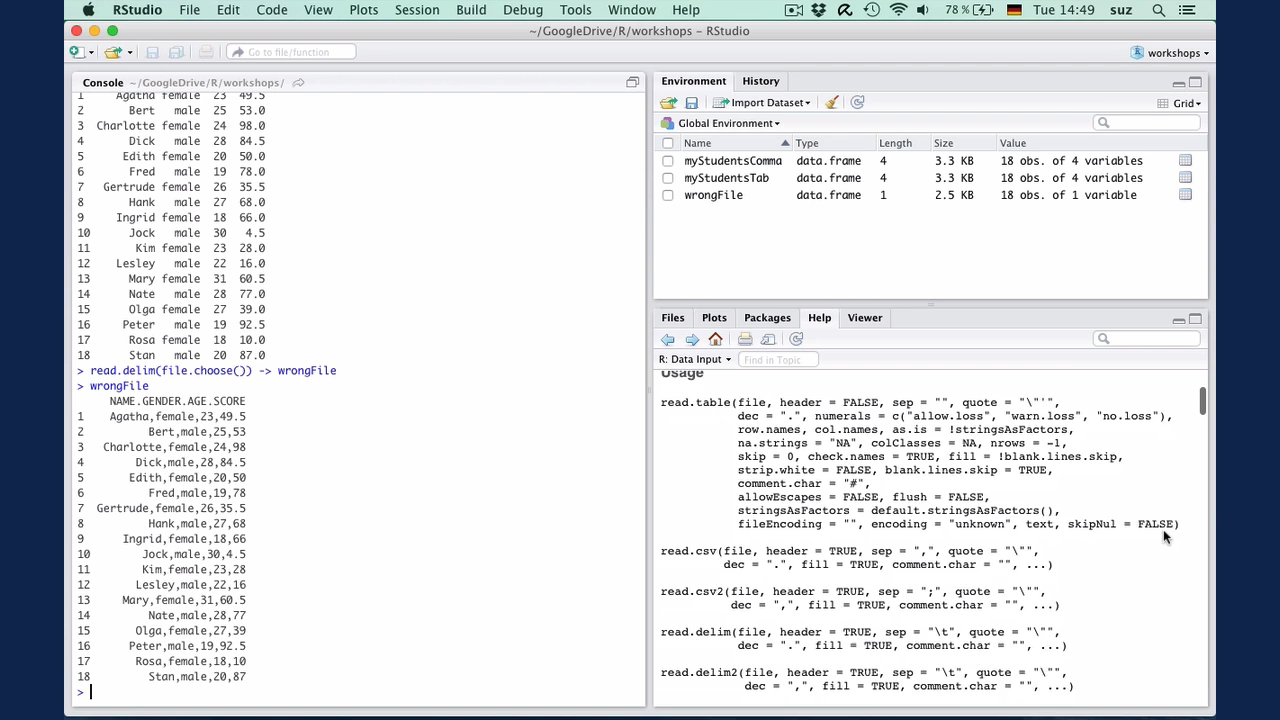 RStudio File Edit Code View Plots Session Build Debug Tools Window Help 78 % Tue 14:49 suz
~/GoogleDrive/R/workshops – RStudio
Go to file/function workshops
Console ~/GoogleDrive/R/workshops/
1 Agatha female 23 49.5
2 Bert male 25 53.0
3 Charlotte female 24 98.0
4 Dick male 28 84.5
5 Edith female 20 50.0
6 Fred male 19 78.0
7 Gertrude female 26 35.5
8 Hank male 27 68.0
9 Ingrid female 18 66.0
10 Jock male 30 4.5
11 Kim female 23 28.0
12 Lesley male 22 16.0
13 Mary female 31 60.5
14 Nate male 28 77.0
15 Olga female 27 39.0
16 Peter male 19 92.5
17 Rosa female 18 10.0
18 Stan male 20 87.0
> read.delim(file.choose()) -> wrongFile
> wrongFile
NAME.GENDER.AGE.SCORE
1 Agatha,female,23,49.5
2 Bert,male,25,53
3 Charlotte,female,24,98
4 Dick,male,28,84.5
5 Edith,female,20,50
6 Fred,male,19,78
7 Gertrude,female,26,35.5
8 Hank,male,27,68
9 Ingrid,female,18,66
10 Jock,male,30,4.5
11 Kim,female,23,28
12 Lesley,male,22,16
13 Mary,female,31,60.5
14 Nate,male,28,77
15 Olga,female,27,39
16 Peter,male,19,92.5
17 Rosa,female,18,10
18 Stan,male,20,87
>
Environment History
Import Dataset Grid
Global Environment
Name Type Length Size Value
myStudentsComma data.frame 4 3.3 KB 18 obs. of 4 variables
myStudentsTab data.frame 4 3.3 KB 18 obs. of 4 variables
wrongFile data.frame 1 2.5 KB 18 obs. of 1 variable
Files Plots Packages Help Viewer
R: Data Input Find in Topic
Usage
read.table(file, header = FALSE, sep = "", quote = "\"'",
dec = ".", numerals = c("allow.loss", "warn.loss", "no.loss"),
row.names, col.names, as.is = !stringsAsFactors,
na.strings = "NA", colClasses = NA, nrows = -1,
skip = 0, check.names = TRUE, fill = !blank.lines.skip,
strip.white = FALSE, blank.lines.skip = TRUE,
comment.char = "#",
allowEscapes = FALSE, flush = FALSE,
stringsAsFactors = default.stringsAsFactors(),
fileEncoding = "", encoding = "unknown", text, skipNul = FALSE)
read.csv(file, header = TRUE, sep = ",", quote = "\"",
dec = ".", fill = TRUE, comment.char = "", ...)
read.csv2(file, header = TRUE, sep = ";", quote = "\"",
dec = ",", fill = TRUE, comment.char = "", ...)
read.delim(file, header = TRUE, sep = "\t", quote = "\"",
dec = ".", fill = TRUE, comment.char = "", ...)
read.delim2(file, header = TRUE, sep = "\t", quote = "\"",
dec = ",", fill = TRUE, comment.char = "", ...)